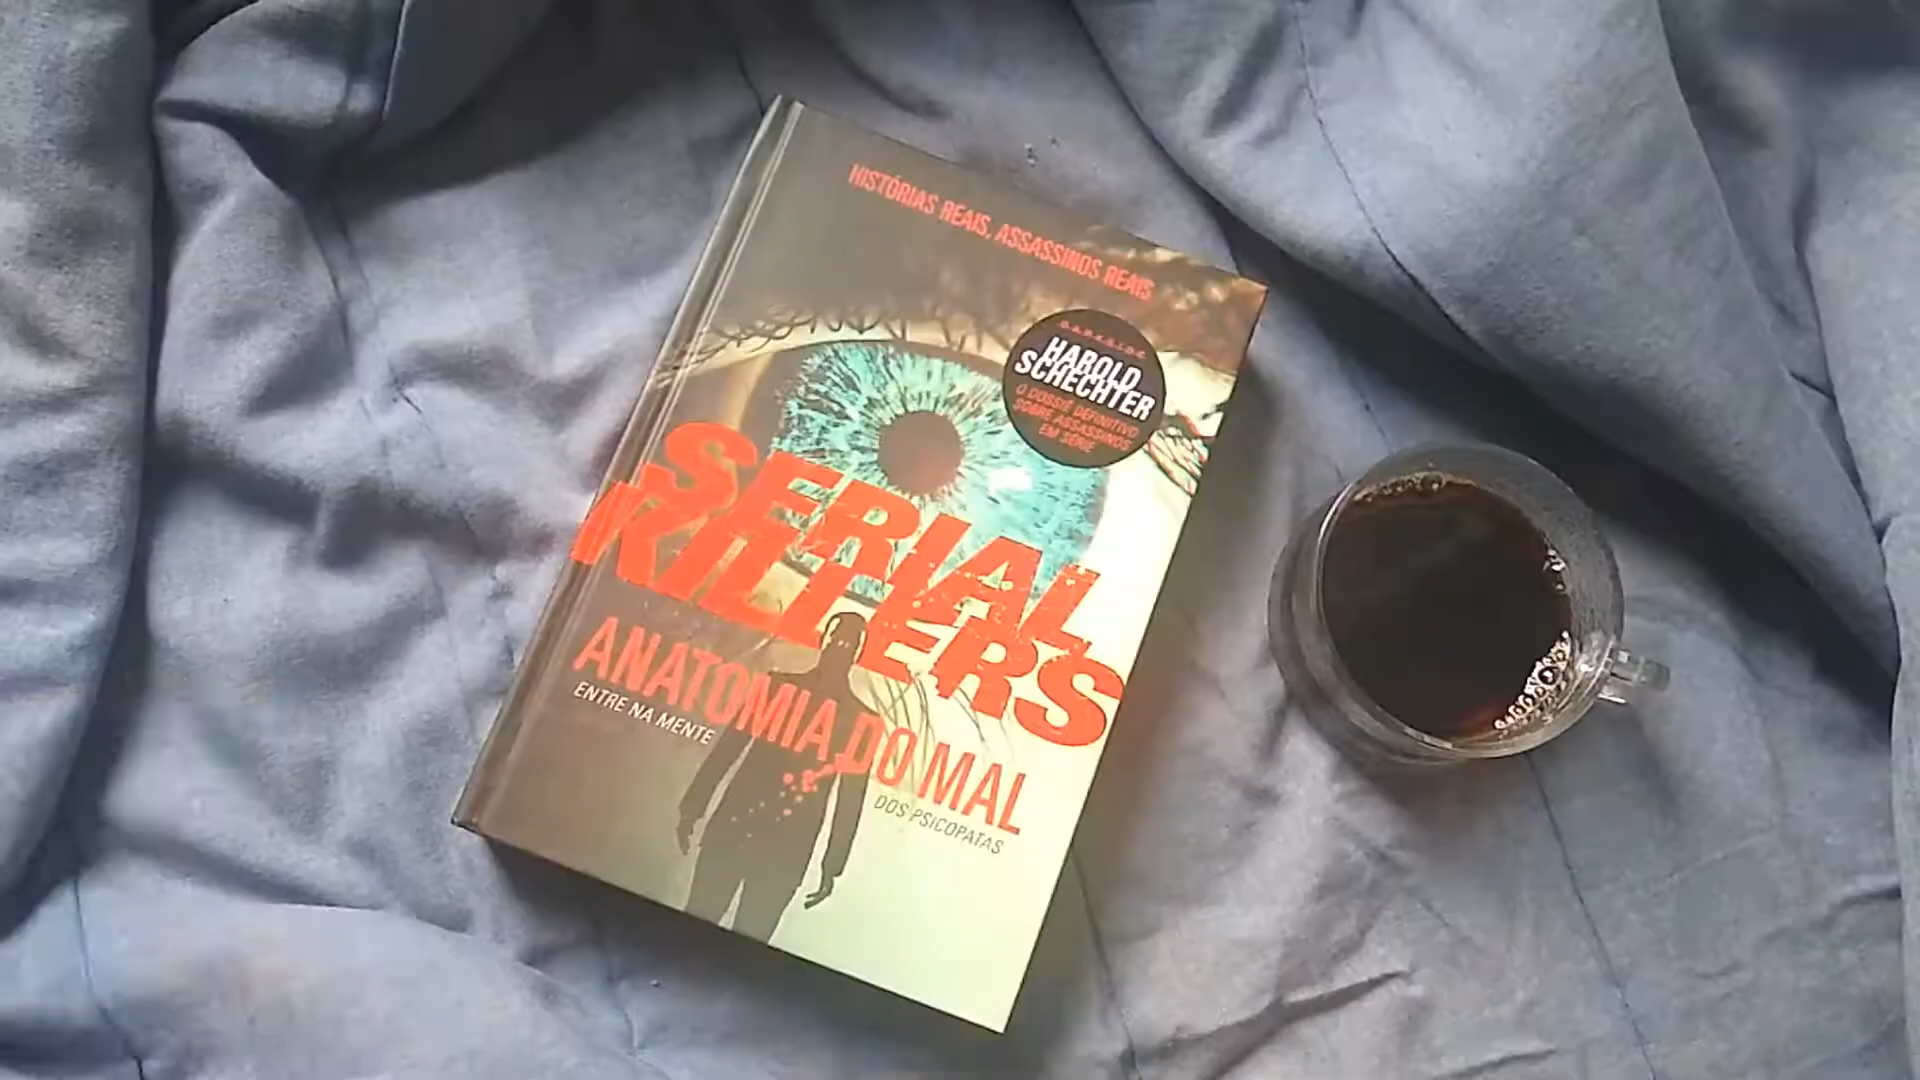 HISTÓRIAS REAIS, ASSASSINOS REAIS
DARKSIDE
HAROLD
SCHECHTER
O DOSSIÊ DEFINITIVO
SOBRE ASSASSINOS
EM SÉRIE
SERIAL
KILLERS
ANATOMIA DO MAL
ENTRE NA MENTE
DOS PSICOPATAS